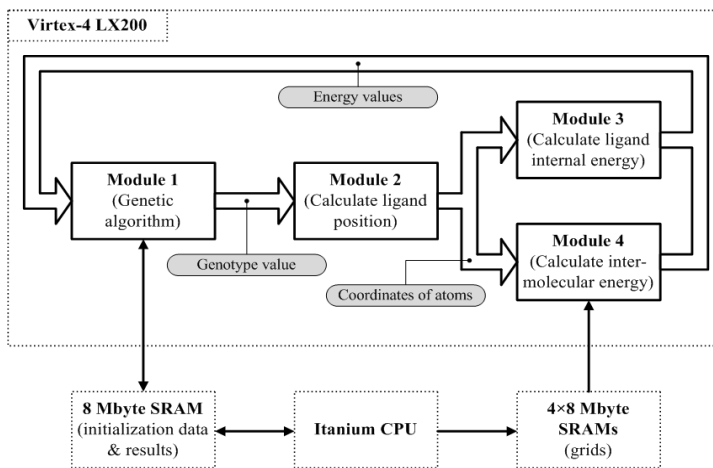 Virtex-4 LX200
Energy values
Module 1
(Genetic
algorithm)
Genotype value
Module 2
(Calculate ligand
position)
Coordinates of atoms
Module 3
(Calculate ligand
internal energy)
Module 4
(Calculate inter-
molecular energy)
8 Mbyte SRAM
(initialization data
& results)
Itanium CPU
4×8 Mbyte
SRAMs
(grids)